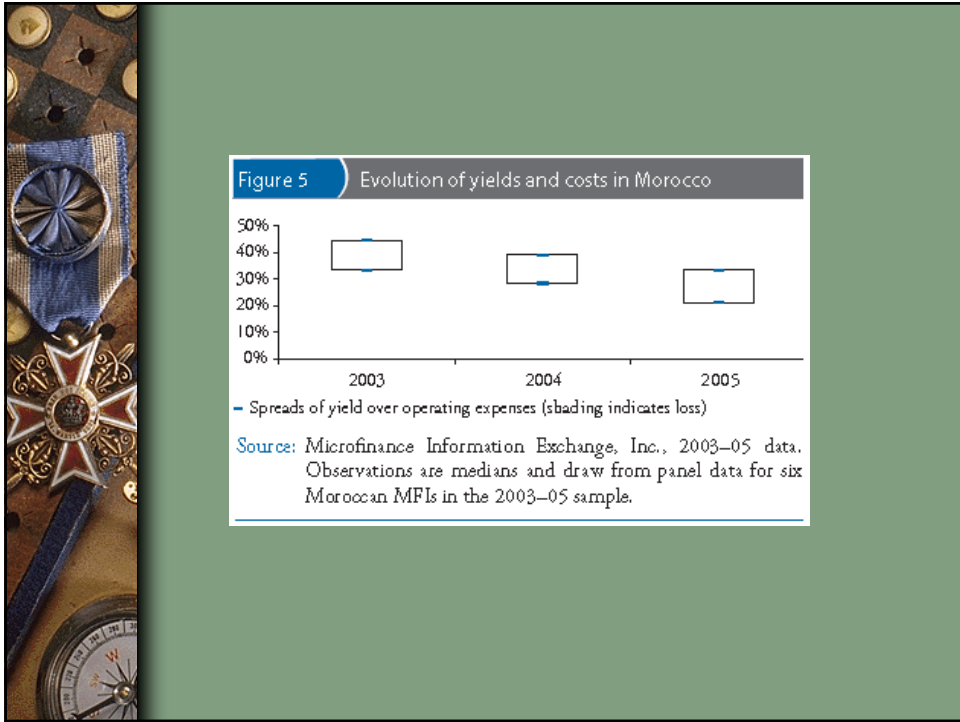 Figure 5
Evolution of yields and costs in Morocco
50%
40%
30%
20%
10%
0%
2003
2004
2005
Spreads of yield over operating expenses (shading indicates loss)
Source: Microfinance Information Exchange, Inc., 2003–05 data.
Observations are medians and draw from panel data for six
Moroccan MFIs in the 2003–05 sample.